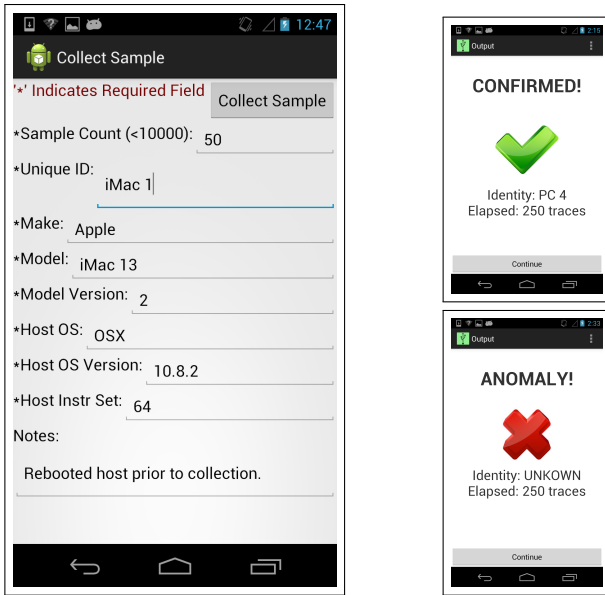 12:47
Collect Sample
'*' Indicates Required Field
Collect Sample
*Sample Count (<10000): 50
*Unique ID: iMac 1
*Make: Apple
*Model: iMac 13
*Model Version: 2
*Host OS: OSX
*Host OS Version: 10.8.2
*Host Instr Set: 64
Notes:
Rebooted host prior to collection.
2:15
Output
CONFIRMED!
Identity: PC 4
Elapsed: 250 traces
Continue
2:33
Output
ANOMALY!
Identity: UNKOWN
Elapsed: 250 traces
Continue